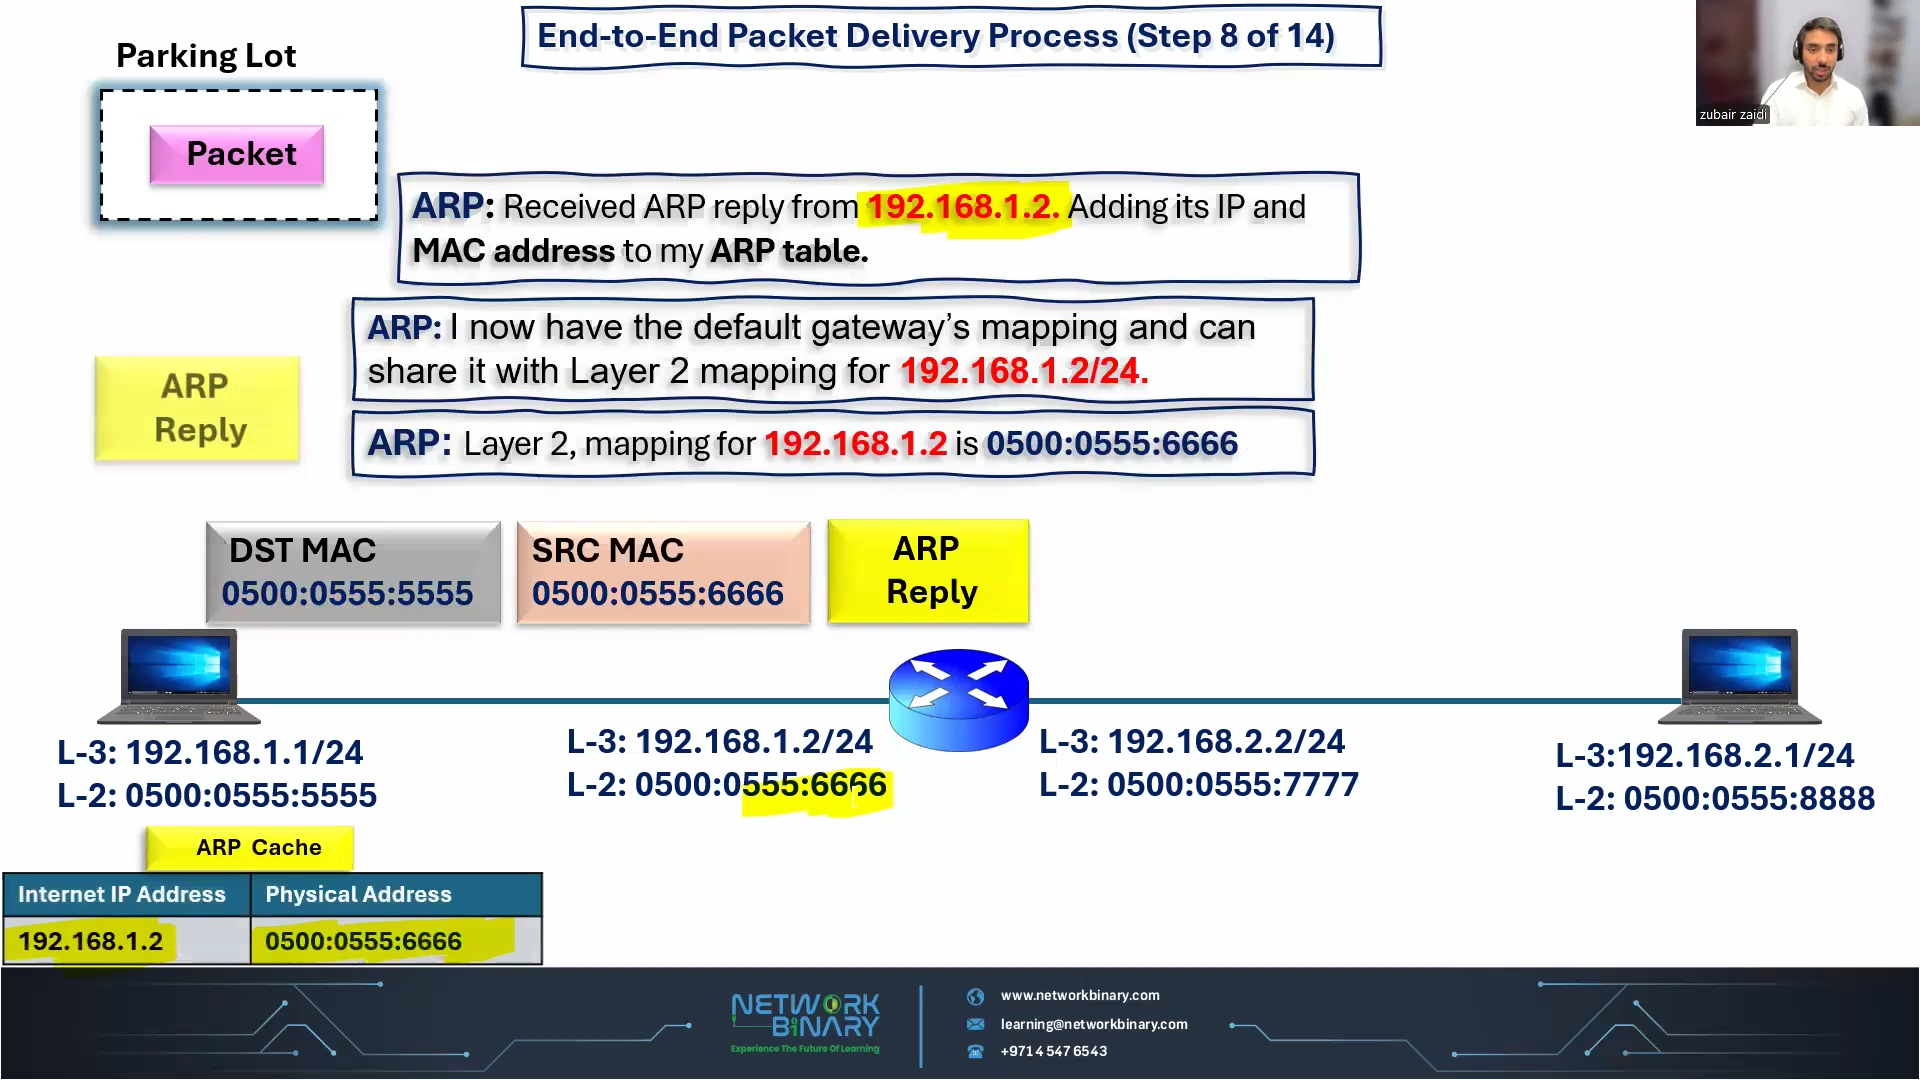 End-to-End Packet Delivery Process (Step 8 of 14)
zubair zaidi
Parking Lot
Packet
ARP: Received ARP reply from 192.168.1.2. Adding its IP and
MAC address to my ARP table.
ARP: I now have the default gateway’s mapping and can
share it with Layer 2 mapping for 192.168.1.2/24.
ARP
Reply
ARP: Layer 2, mapping for 192.168.1.2 is 0500:0555:6666
DST MAC
0500:0555:5555
SRC MAC
0500:0555:6666
ARP
Reply
L-3: 192.168.1.1/24
L-2: 0500:0555:5555
L-3: 192.168.1.2/24
L-2: 0500:0555:6666
L-3: 192.168.2.2/24
L-2: 0500:0555:7777
L-3:192.168.2.1/24
L-2: 0500:0555:8888
ARP Cache
Internet IP Address Physical Address
192.168.1.2 0500:0555:6666
NETWORK
BINARY
Experience The Future Of Learning
www.networkbinary.com
learning@networkbinary.com
+971 4 547 6543